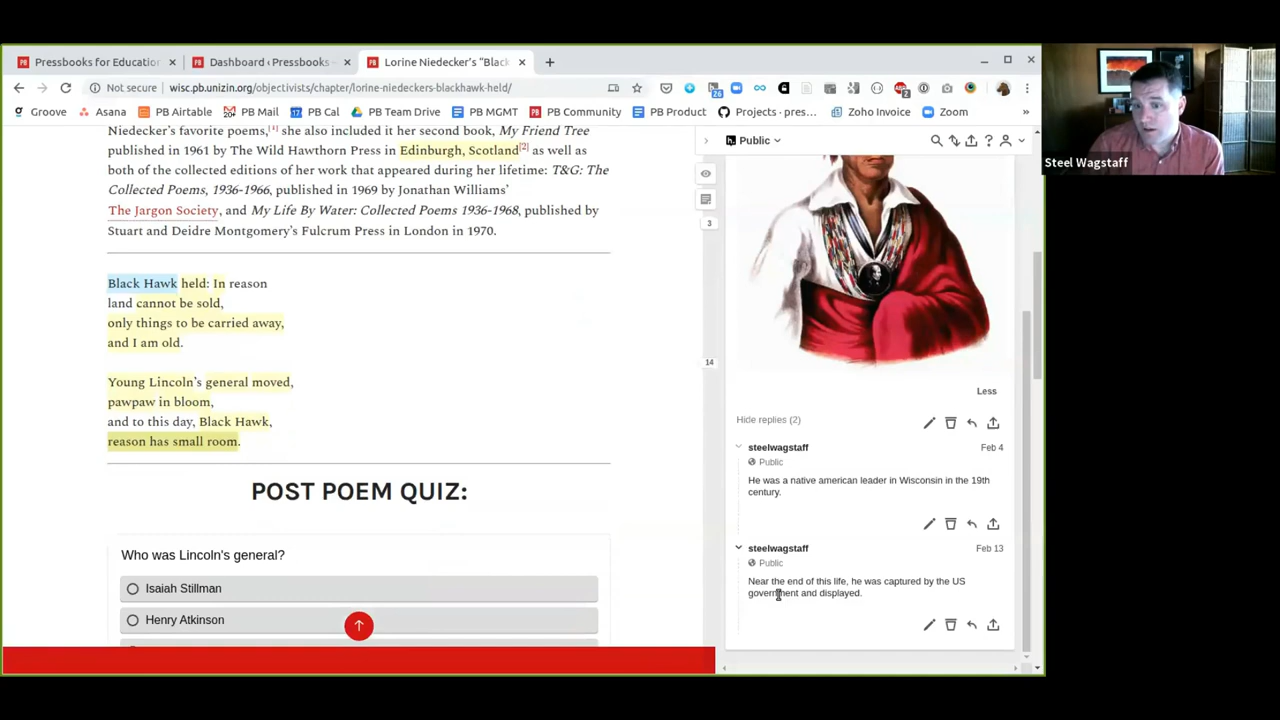 Pressbooks for Educatio
Dashboard ‹ Pressbooks –
Lorine Niedecker's "Black
Not secure
wisc.pb.unizin.org/objectivists/chapter/lorine-niedeckers-blackhawk-held/
26
2
Groove
Asana
PB Airtable
PB Mail
PB Cal
PB Team Drive
PB MGMT
PB Community
PB Product
Projects · pres…
Zoho Invoice
Zoom
Niedecker's favorite poems,[1] she also included it her second book, My Friend Tree
published in 1961 by The Wild Hawthorn Press in Edinburgh, Scotland[2] as well as
both of the collected editions of her work that appeared during her lifetime: T&G: The
Collected Poems, 1936-1966, published in 1969 by Jonathan Williams'
The Jargon Society, and My Life By Water: Collected Poems 1936-1968, published by
Stuart and Deidre Montgomery's Fulcrum Press in London in 1970.
Black Hawk held: In reason
land cannot be sold,
only things to be carried away,
and I am old.
Young Lincoln's general moved,
pawpaw in bloom,
and to this day, Black Hawk,
reason has small room.
POST POEM QUIZ:
Who was Lincoln's general?
Isaiah Stillman
Henry Atkinson
Public
3
14
Less
Hide replies (2)
steelwagstaff
Feb 4
Public
He was a native american leader in Wisconsin in the 19th
century.
steelwagstaff
Feb 13
Public
Near the end of this life, he was captured by the US
government and displayed.
Steel Wagstaff